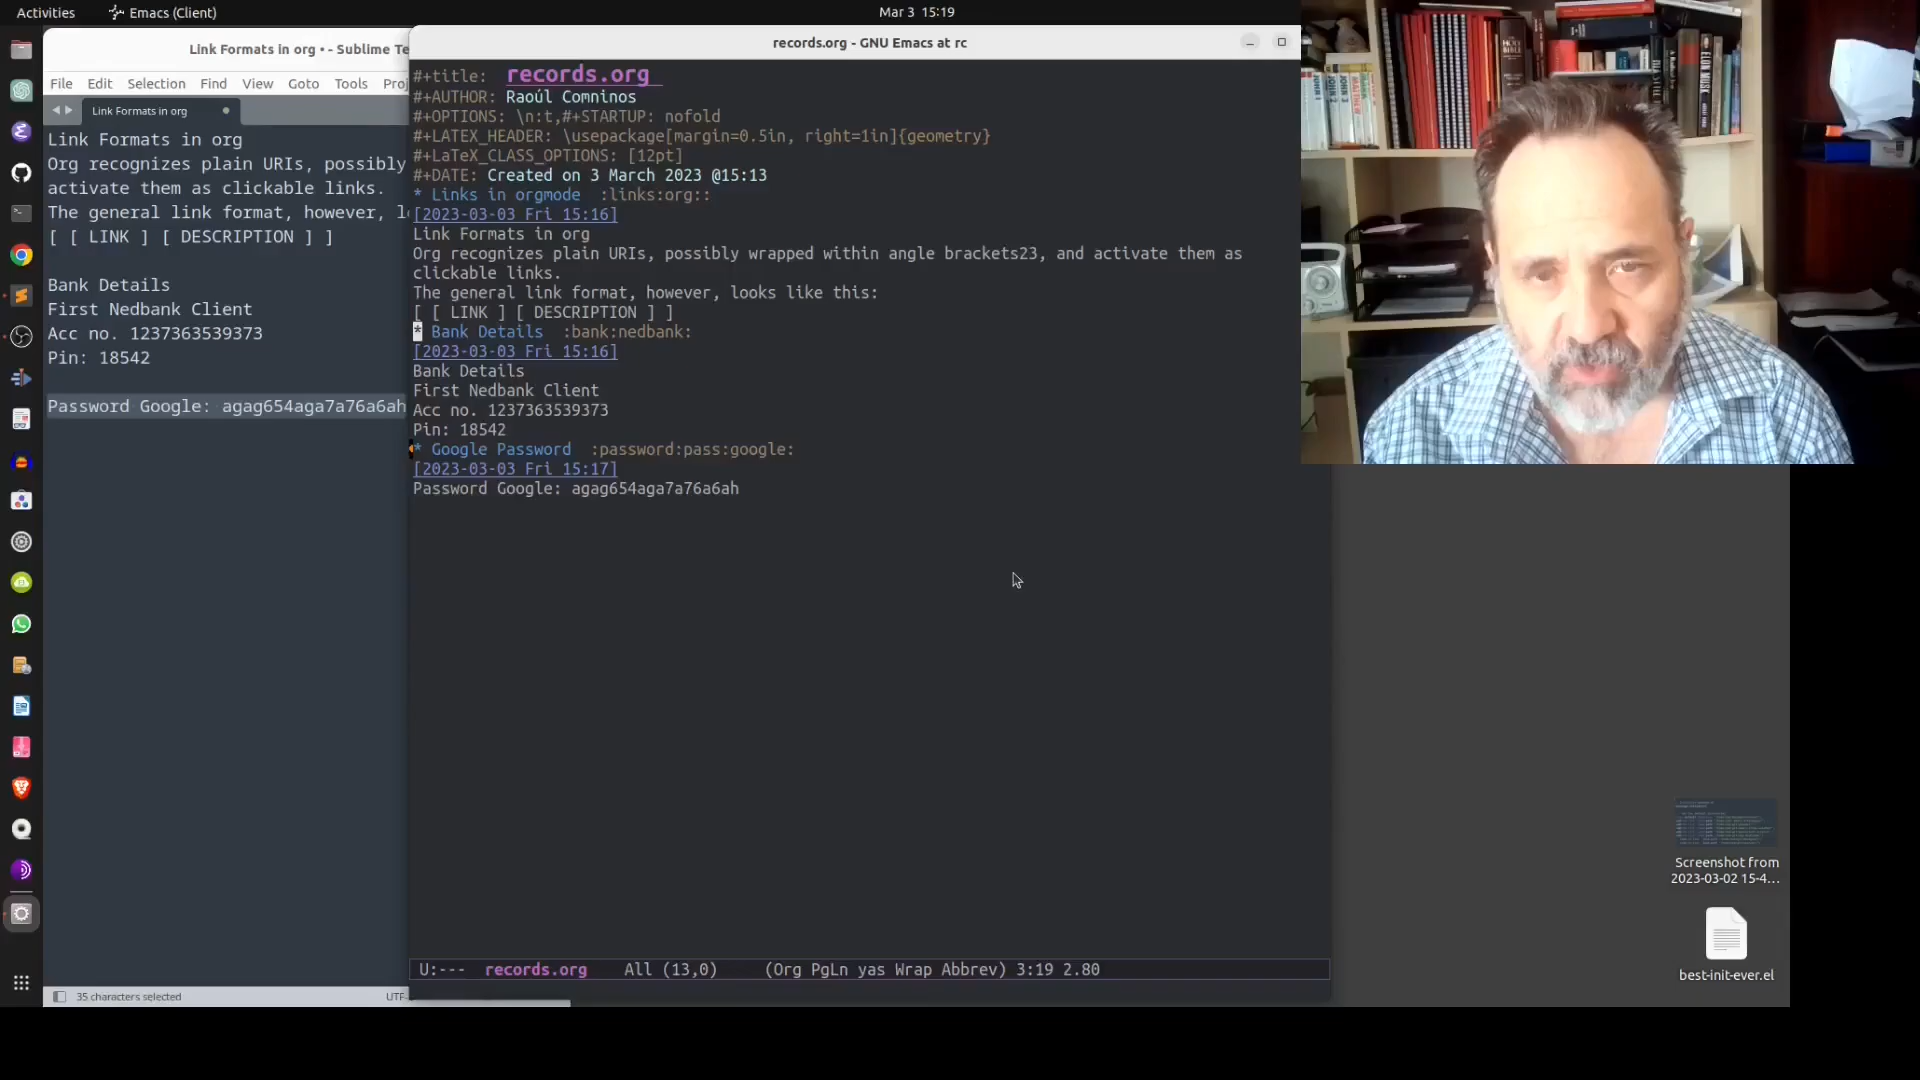 Activities
Emacs (Client)
Mar 3 15:19
Link Formats in org • - Sublime Te
File Edit Selection Find View Goto Tools Proj
Link Formats in org
Link Formats in org
Org recognizes plain URIs, possibly
activate them as clickable links.
The general link format, however, l
[ [ LINK ] [ DESCRIPTION ] ]
Bank Details
First Nedbank Client
Acc no. 1237363539373
Pin: 18542
Password Google: agag654aga7a76a6ah
35 characters selected
UTF-
records.org - GNU Emacs at rc
#+title: records.org
#+AUTHOR: Raoúl Comninos
#+OPTIONS: \n:t,#+STARTUP: nofold
#+LATEX_HEADER: \usepackage[margin=0.5in, right=1in]{geometry}
#+LaTeX_CLASS_OPTIONS: [12pt]
#+DATE: Created on 3 March 2023 @15:13
* Links in orgmode :links:org::
[2023-03-03 Fri 15:16]
Link Formats in org
Org recognizes plain URIs, possibly wrapped within angle brackets23, and activate them as
clickable links.
The general link format, however, looks like this:
[ [ LINK ] [ DESCRIPTION ] ]
* Bank Details :bank:nedbank:
[2023-03-03 Fri 15:16]
Bank Details
First Nedbank Client
Acc no. 1237363539373
Pin: 18542
* Google Password :password:pass:google:
[2023-03-03 Fri 15:17]
Password Google: agag654aga7a76a6ah
U:--- records.org All (13,0) (Org PgLn yas Wrap Abbrev) 3:19 2.80
Screenshot from
2023-03-02 15-4...
best-init-ever.el